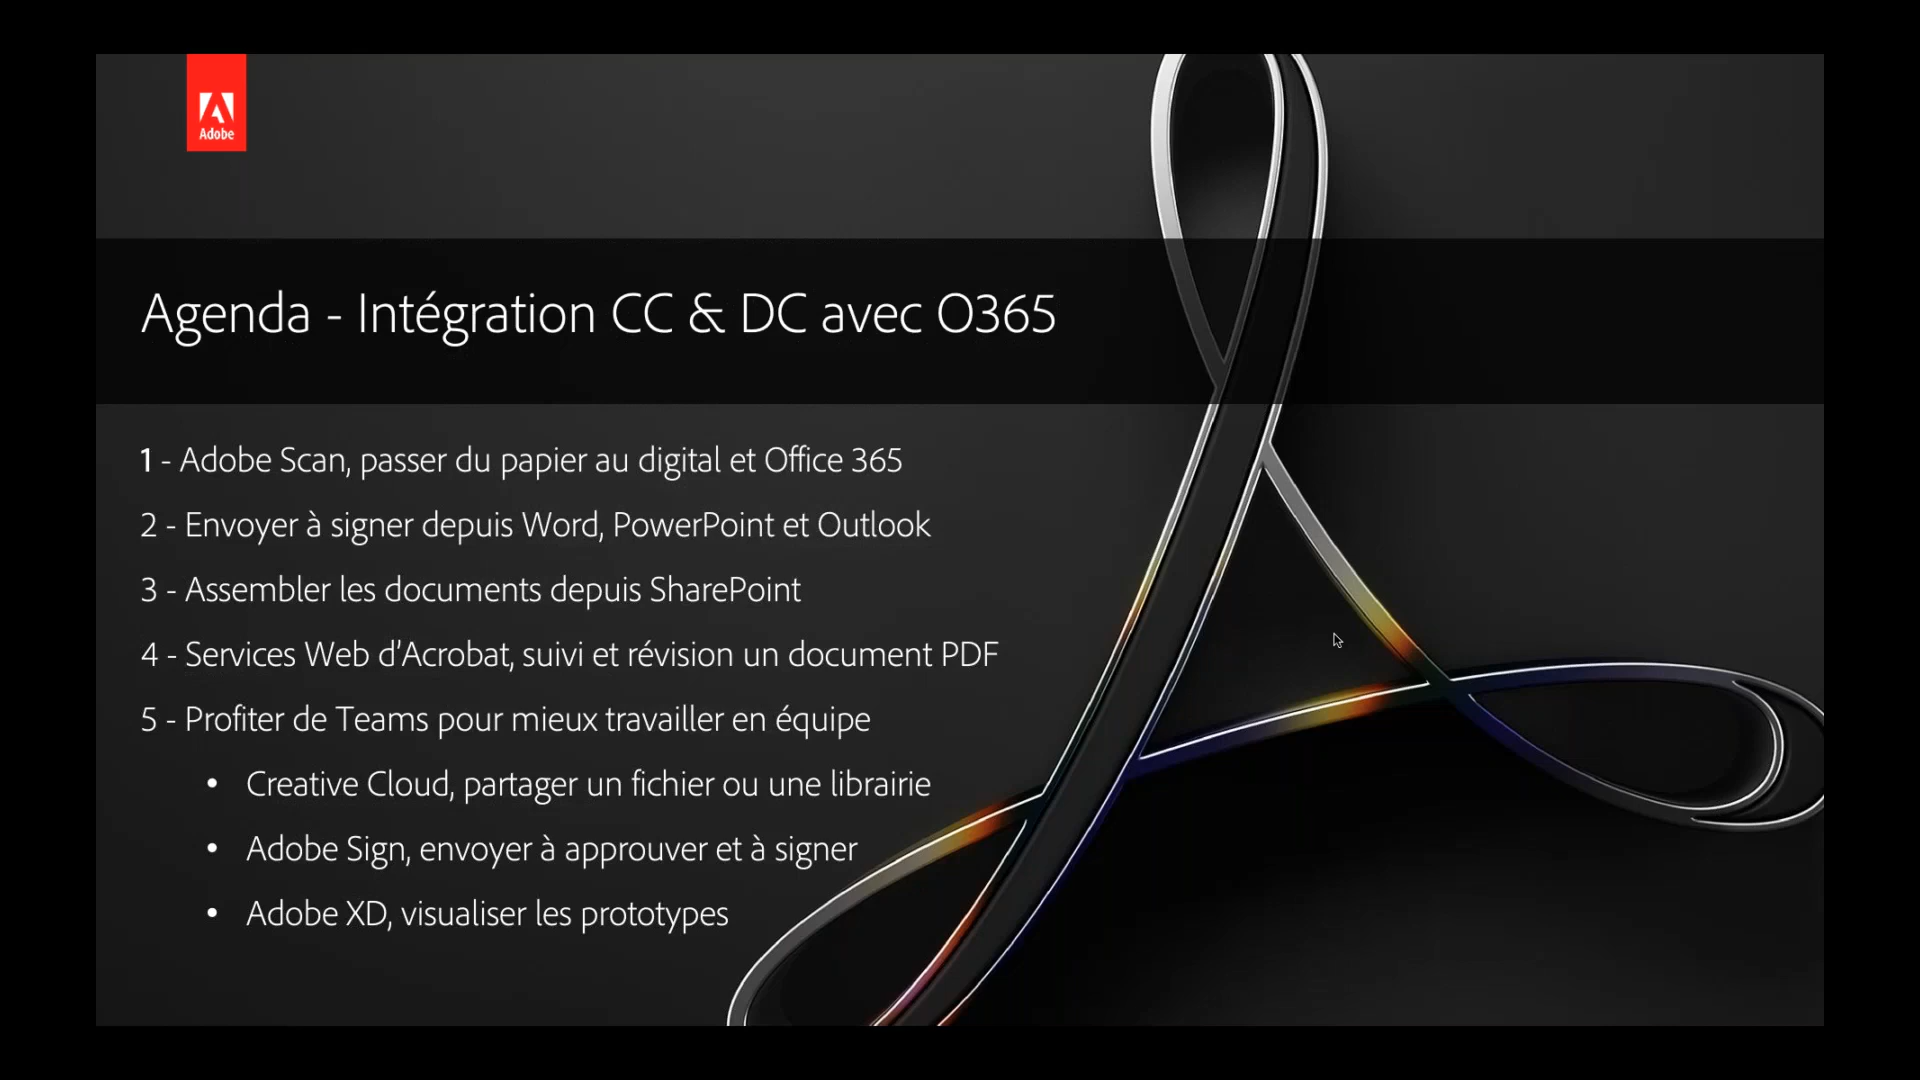 Adobe
Agenda - Intégration CC & DC avec O365
1 - Adobe Scan, passer du papier au digital et Office 365
2 - Envoyer à signer depuis Word, PowerPoint et Outlook
3 - Assembler les documents depuis SharePoint
4 - Services Web d’Acrobat, suivi et révision un document PDF
5 - Profiter de Teams pour mieux travailler en équipe
• Creative Cloud, partager un fichier ou une librairie
• Adobe Sign, envoyer à approuver et à signer
• Adobe XD, visualiser les prototypes